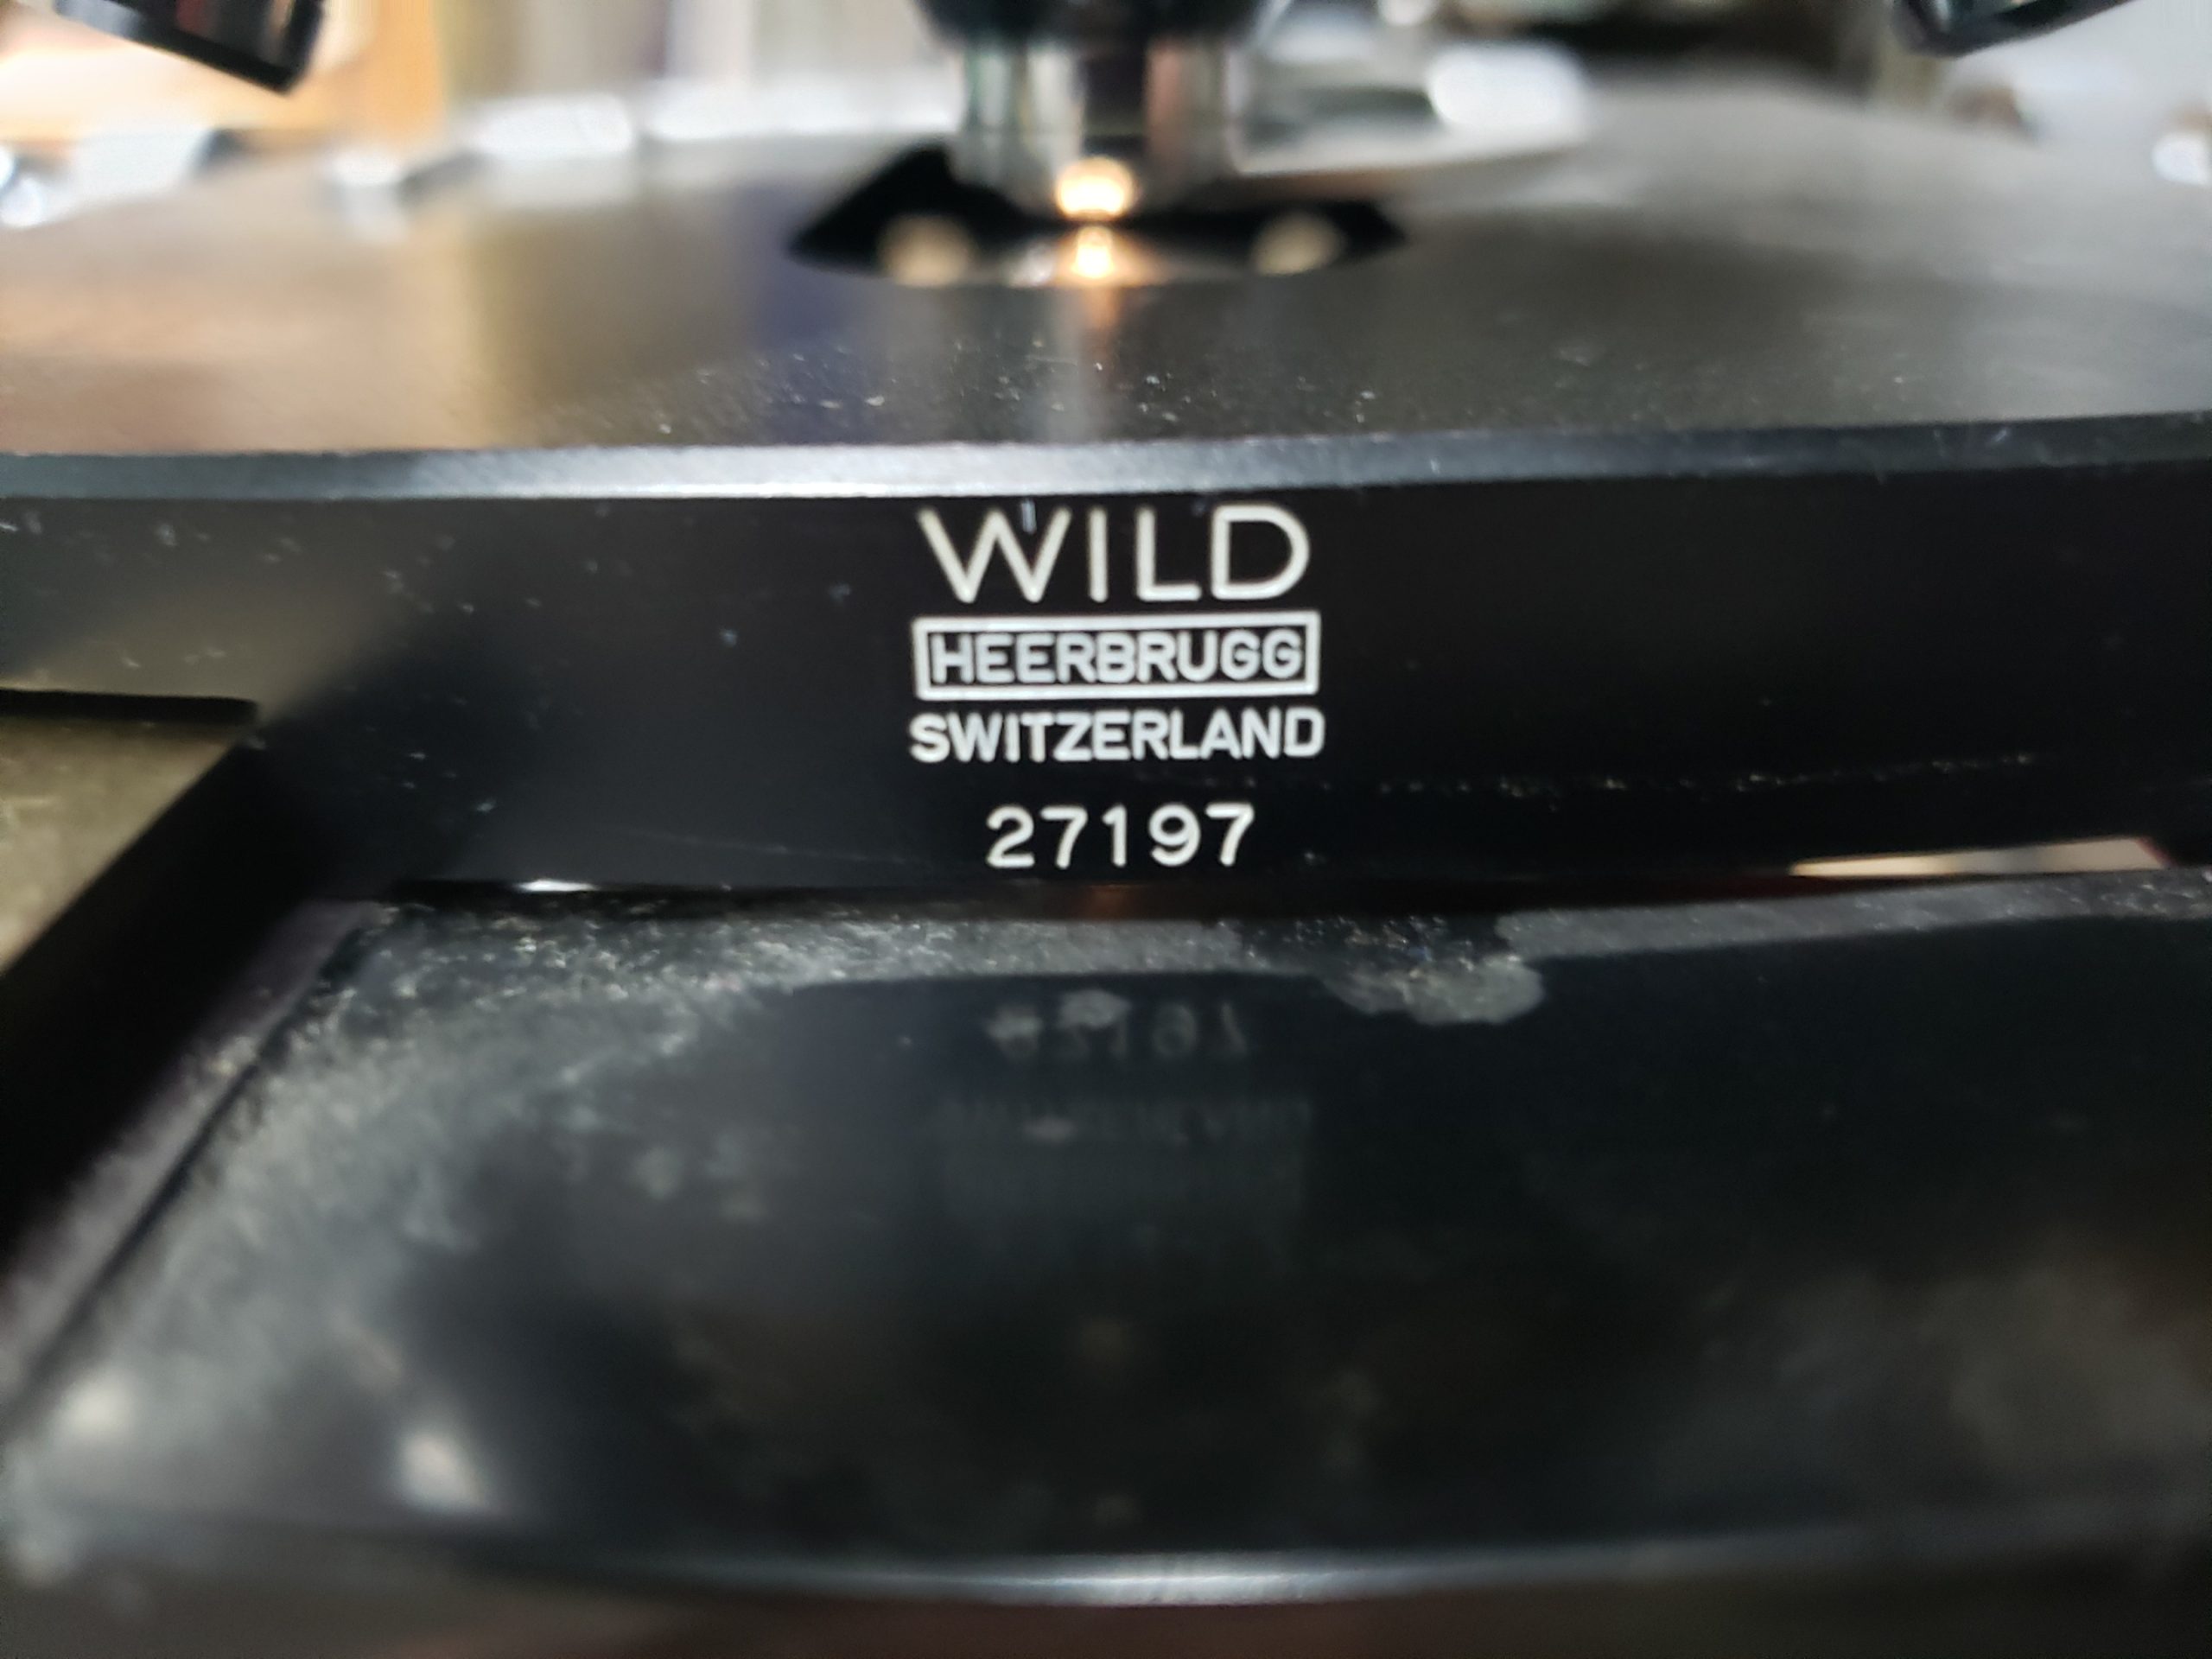 WILD
HEERBRUGG
SWITZERLAND
27197